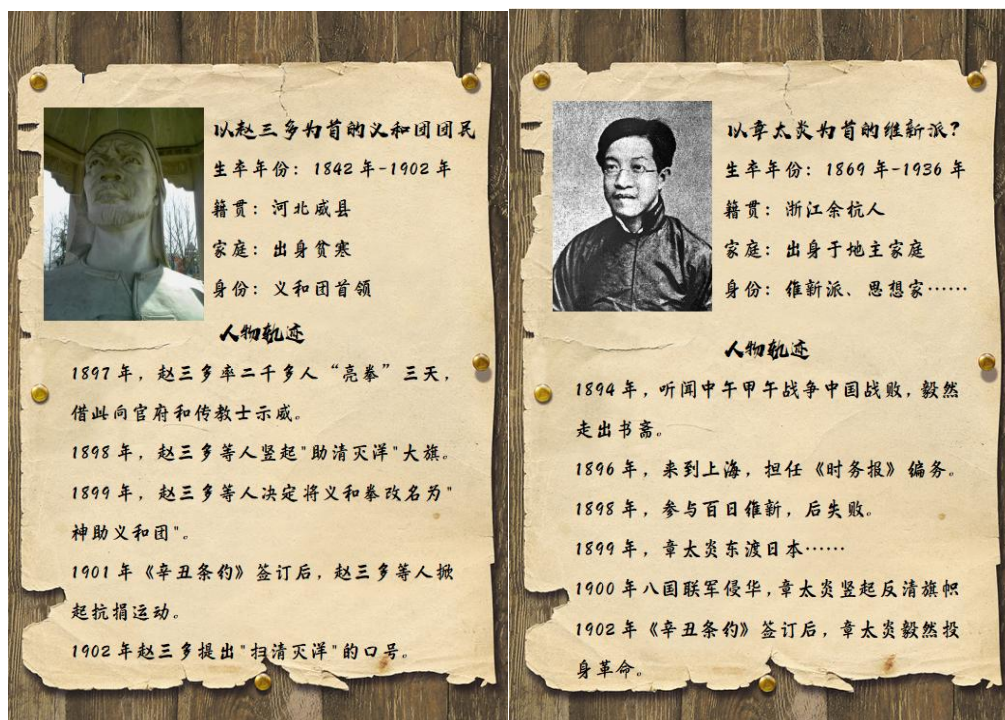 以赵三多为首的义和团团民
生卒年份：1842年-1902年
籍贯：河北威县
家庭：出身贫寒
身份：义和团首领
人物轨迹
1897年，赵三多率二千多人“亮拳”三天，
借此向官府和传教士示威。
1898年，赵三多等人竖起"助清灭洋"大旗。
1899年，赵三多等人决定将义和拳改名为"
神助义和团"。
1901年《辛丑条约》签订后，赵三多等人掀
起抗捐运动。
1902年赵三多提出"扫清灭洋"的口号。
以章太炎为首的维新派？
生卒年份：1869年-1936年
籍贯：浙江余杭人
家庭：出身于地主家庭
身份：维新派、思想家……
人物轨迹
1894年，听闻中午甲午战争中国战败，毅然
走出书斋。
1896年，来到上海，担任《时务报》编务。
1898年，参与百日维新，后失败。
1899年，章太炎东渡日本……
1900年八国联军侵华，章太炎竖起反清旗帜
1902年《辛丑条约》签订后，章太炎毅然投
身革命。